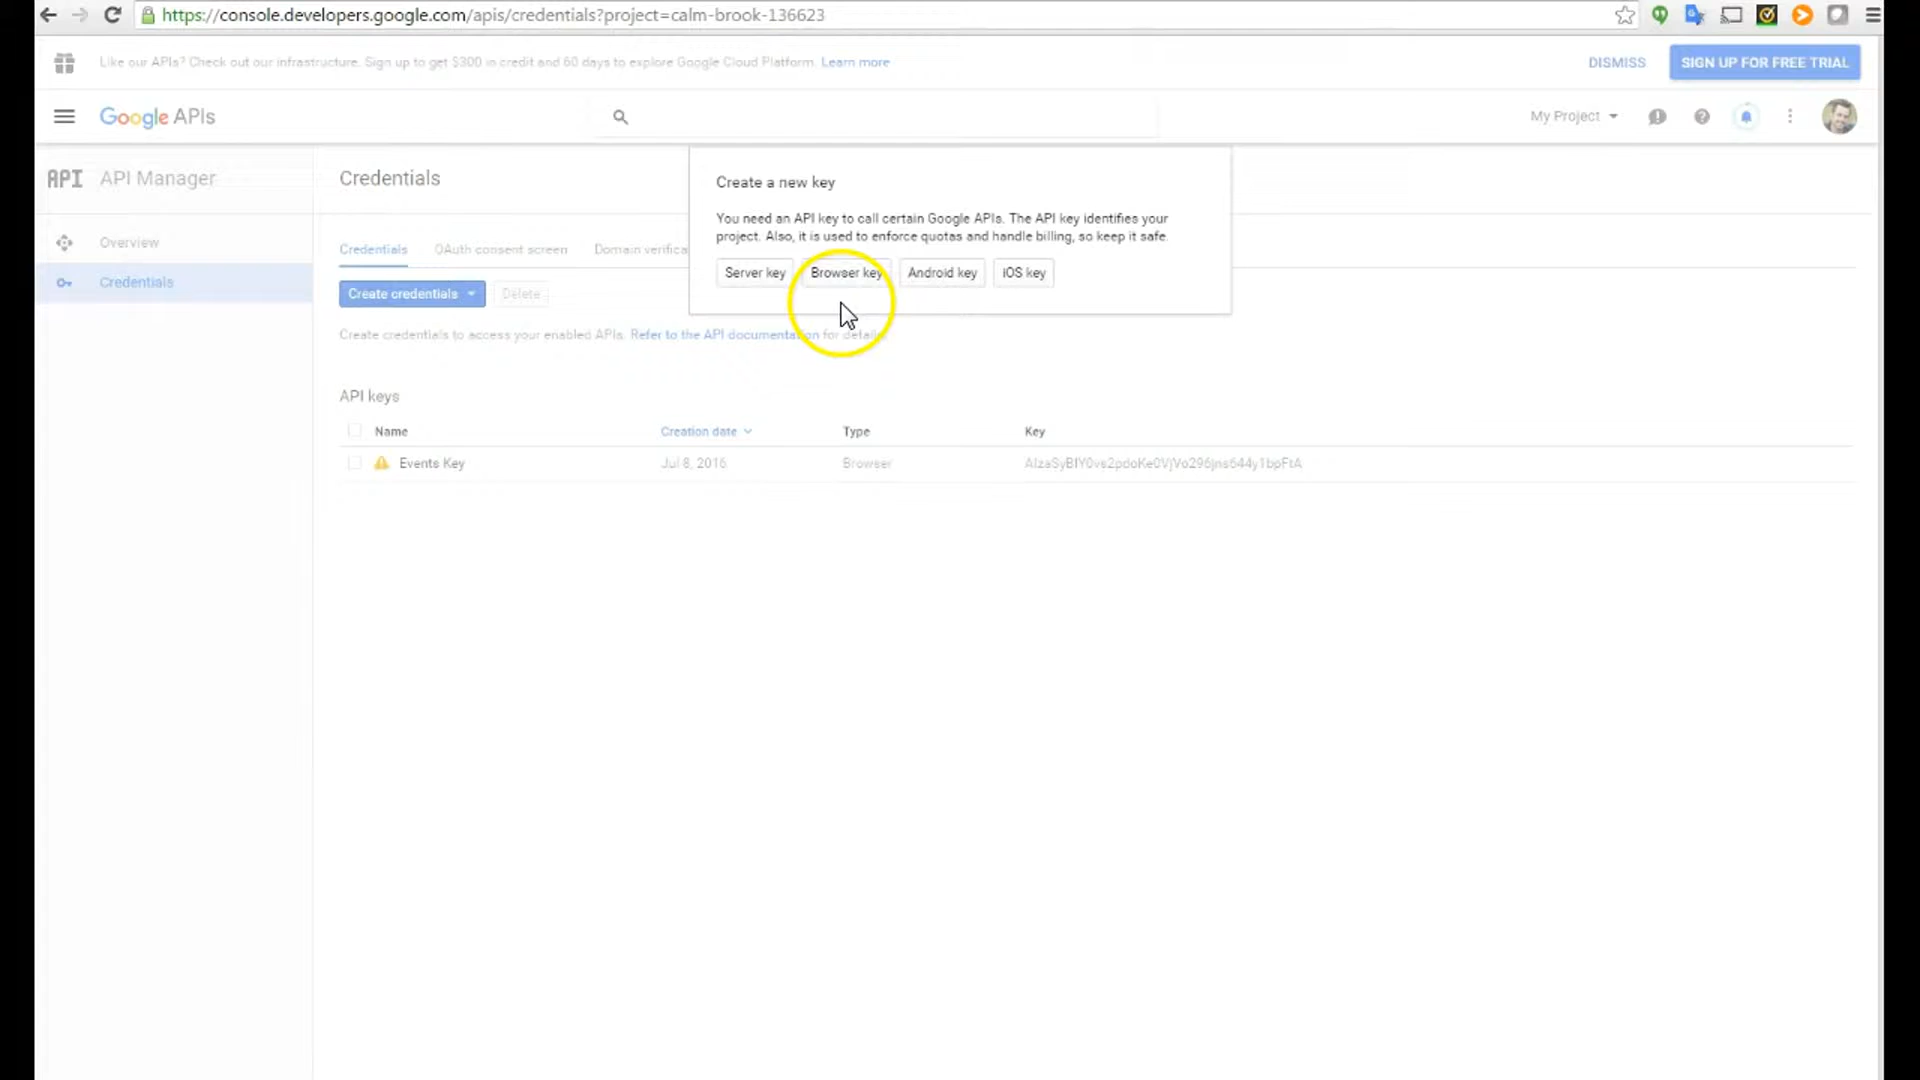 https://console.developers.google.com/apis/credentials?project=calm-brook-136623
Like our APIs? Check out our infrastructure. Sign up to get $300 in credit and 60 days to explore Google Cloud Platform. Learn more
DISMISS
SIGN UP FOR FREE TRIAL
Google APIs
My Project
API API Manager
Credentials
Create a new key
You need an API key to call certain Google APIs. The API key identifies your
project. Also, it is used to enforce quotas and handle billing, so keep it safe.
Server key
Browser key
Android key
iOS key
Overview
Credentials
Credentials
OAuth consent screen
Domain verifica
Create credentials
Delete
Create credentials to access your enabled APIs. Refer to the API documentation for details.
API keys
Name
Creation date
Type
Key
Events Key
Jul 8, 2016
Browser